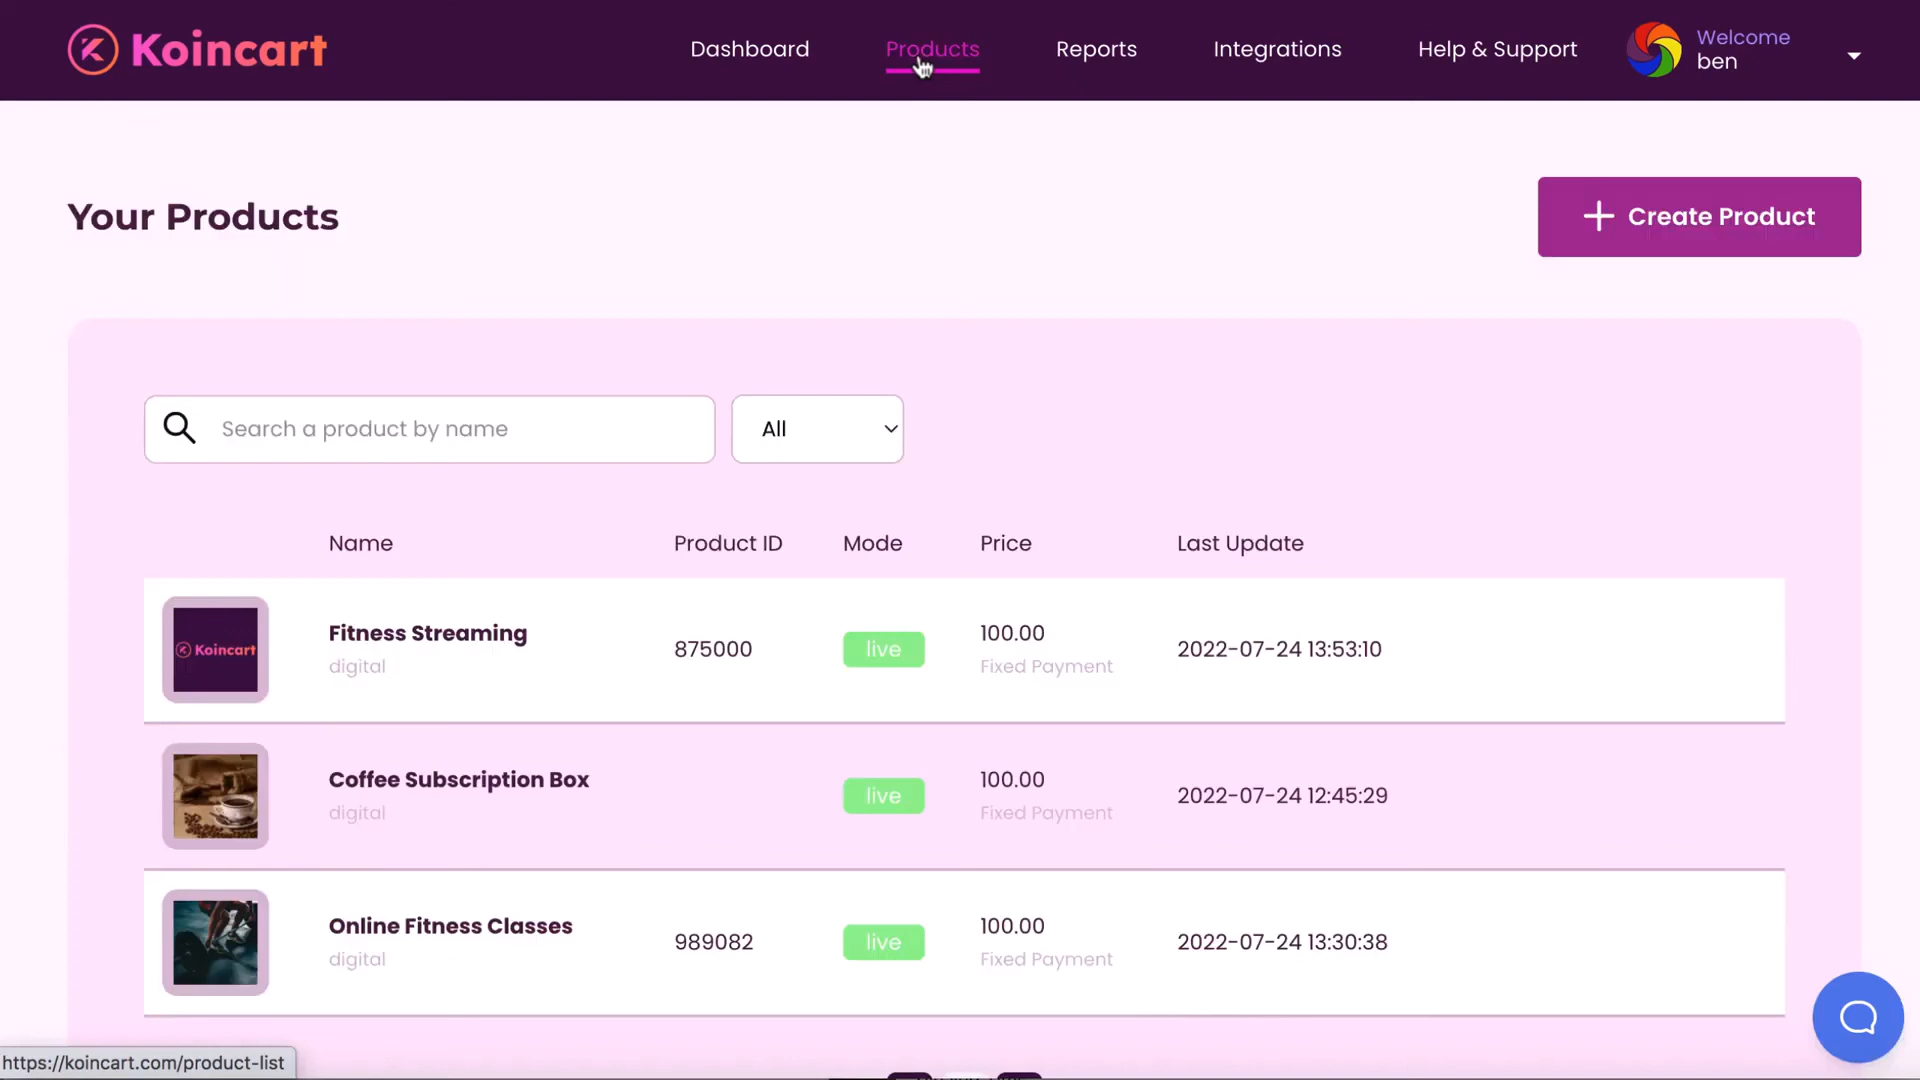 Koincart
Dashboard
Products
Reports
Integrations
Help & Support
Welcome
ben
Your Products
Create Product
Search a product by name
All
Name Product ID Mode Price Last Update
Koincart
Fitness Streaming
digital
875000
live
100.00
Fixed Payment
2022-07-24 13:53:10
Coffee Subscription Box
digital
live
100.00
Fixed Payment
2022-07-24 12:45:29
Online Fitness Classes
digital
989082
live
100.00
Fixed Payment
2022-07-24 13:30:38
https://koincart.com/product-list